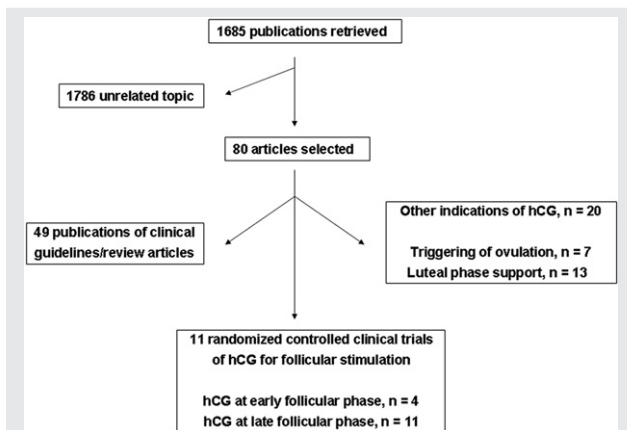 1685 publications retrieved
1786 unrelated topic
80 articles selected
49 publications of clinical
guidelines/review articles
Other indications of hCG, n = 20
Triggering of ovulation, n = 7
Luteal phase support, n = 13
11 randomized controlled clinical trials
of hCG for follicular stimulation
hCG at early follicular phase, n = 4
hCG at late follicular phase, n = 11